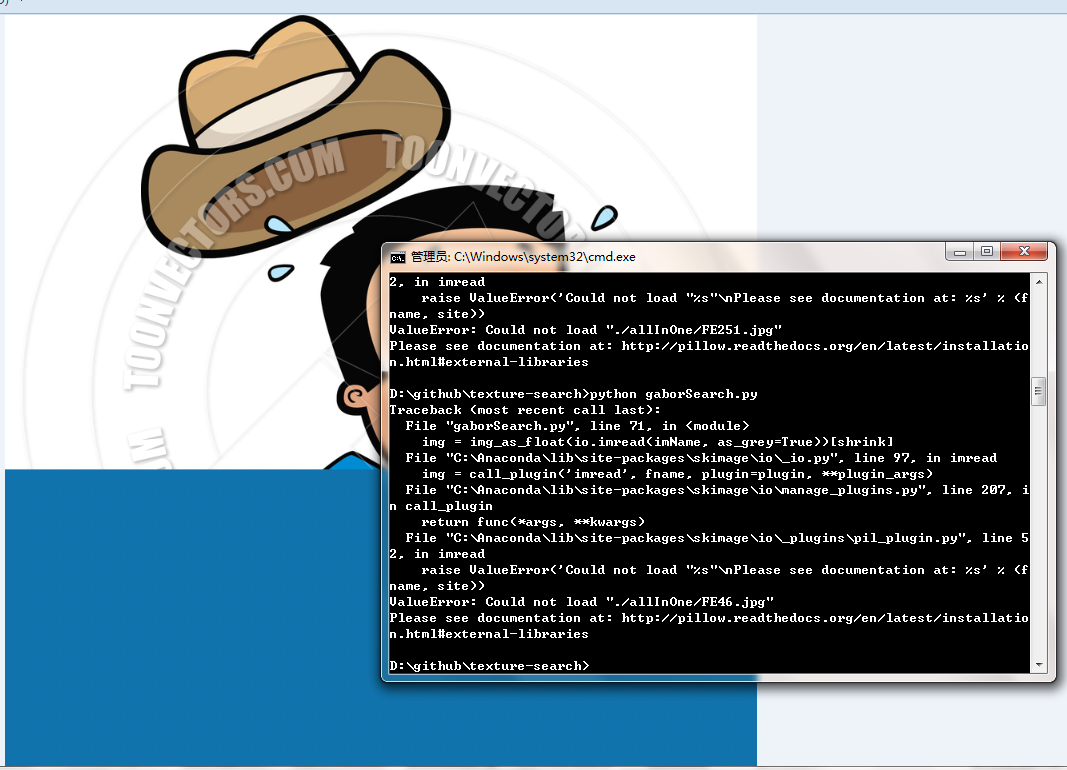 TOONVECTORS.COM
TOONVECTOR
管理员: C:\Windows\system32\cmd.exe
2, in imread
raise ValueError('Could not load "%s"\nPlease see documentation at: %s' % (f
name, site))
ValueError: Could not load "./allInOne/FE251.jpg"
Please see documentation at: http://pillow.readthedocs.org/en/latest/installatio
n.html#external-libraries
D:\github\texture-search>python gaborSearch.py
Traceback (most recent call last):
File "gaborSearch.py", line 71, in <module>
img = img_as_float(io.imread(imName, as_grey=True))[shrink]
File "C:\Anaconda\lib\site-packages\skimage\io\_io.py", line 97, in imread
img = call_plugin('imread', fname, plugin=plugin, **plugin_args)
File "C:\Anaconda\lib\site-packages\skimage\io\manage_plugins.py", line 207, i
n call_plugin
return func(*args, **kwargs)
File "C:\Anaconda\lib\site-packages\skimage\io\_plugins\pil_plugin.py", line 5
2, in imread
raise ValueError('Could not load "%s"\nPlease see documentation at: %s' % (f
name, site))
ValueError: Could not load "./allInOne/FE46.jpg"
Please see documentation at: http://pillow.readthedocs.org/en/latest/installatio
n.html#external-libraries
D:\github\texture-search>